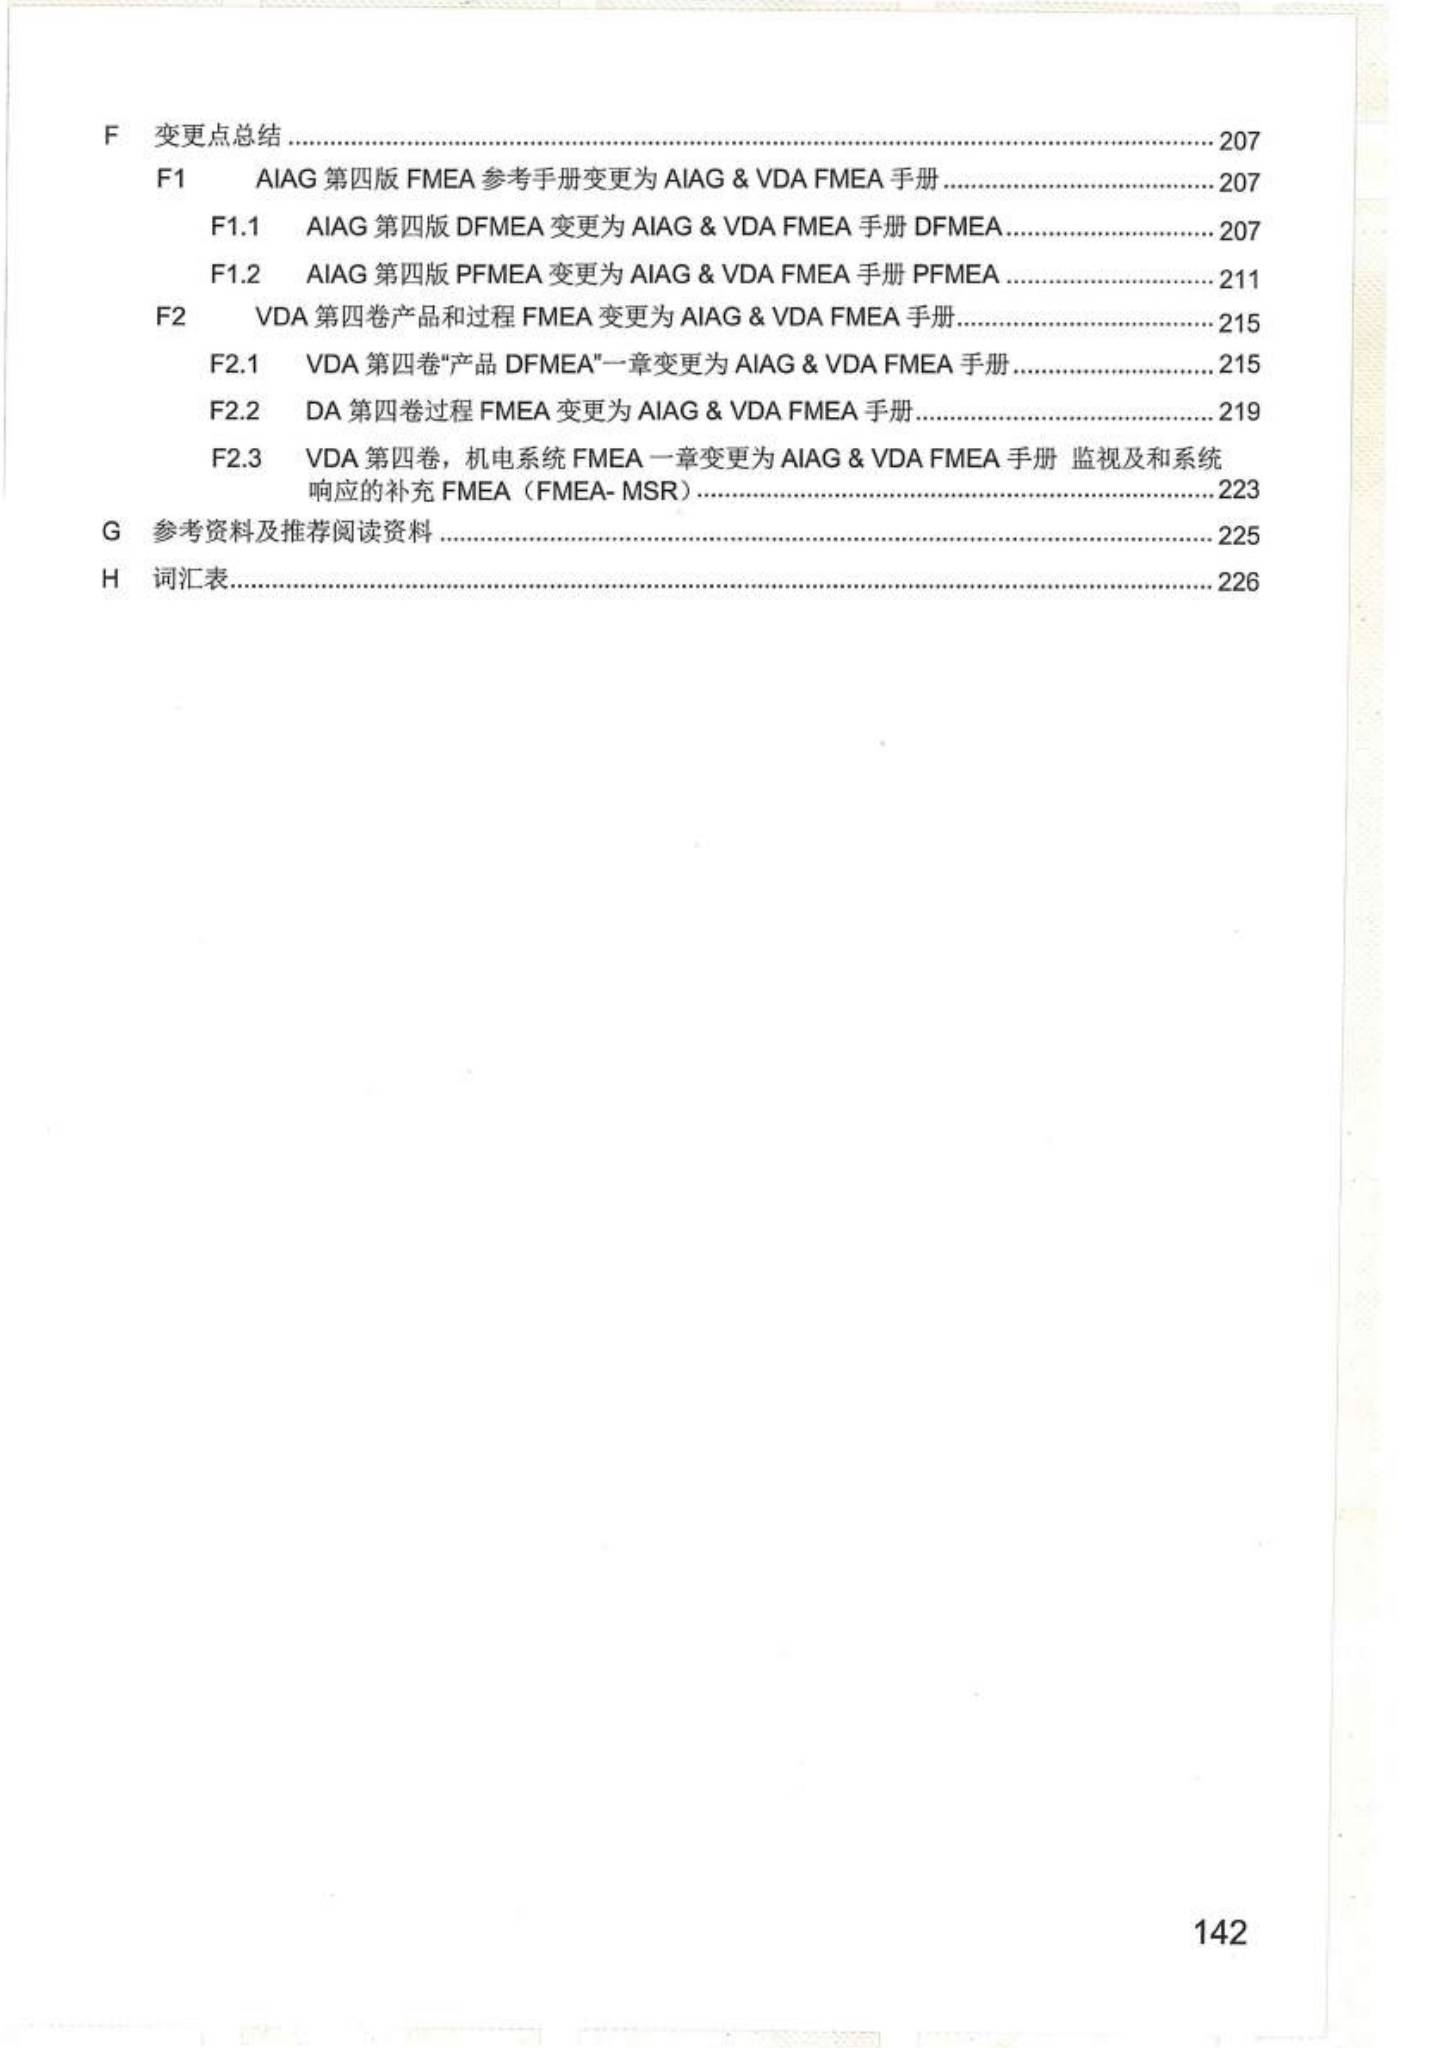 F 变更点总结 ........ 207
F1 AIAG 第四版 FMEA 参考手册变更为 AIAG & VDA FMEA 手册 ........ 207
F1.1 AIAG 第四版 DFMEA 变更为 AIAG & VDA FMEA 手册 DFMEA ........ 207
F1.2 AIAG 第四版 PFMEA 变更为 AIAG & VDA FMEA 手册 PFMEA ........ 211
F2 VDA 第四卷产品和过程 FMEA 变更为 AIAG & VDA FMEA 手册 ........ 215
F2.1 VDA 第四卷“产品 DFMEA”一章变更为 AIAG & VDA FMEA 手册 ........ 215
F2.2 DA 第四卷过程 FMEA 变更为 AIAG & VDA FMEA 手册 ........ 219
F2.3 VDA 第四卷，机电系统 FMEA 一章变更为 AIAG & VDA FMEA 手册 监视及和系统
响应的补充 FMEA（FMEA- MSR） ........ 223
G 参考资料及推荐阅读资料 ........ 225
H 词汇表 ........ 226
142